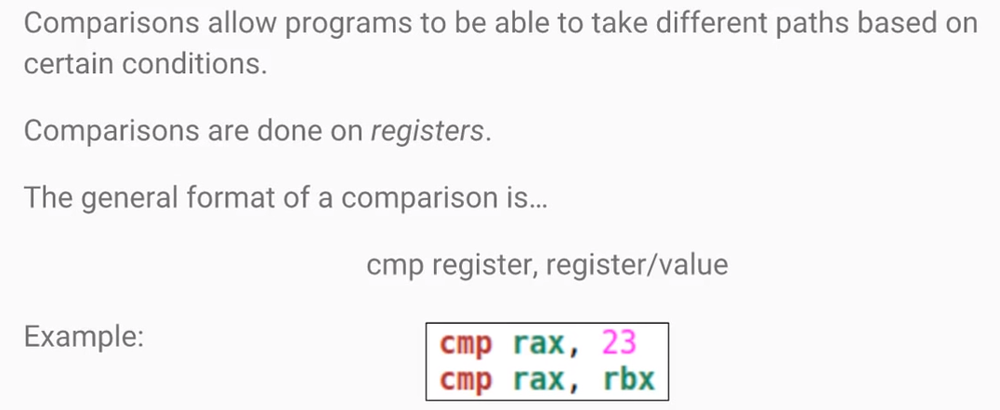 Comparisons allow programs to be able to take different paths based on
certain conditions.
Comparisons are done on registers.
The general format of a comparison is...
cmp register, register/value
Example:
cmp rax, 23
cmp rax, rbx